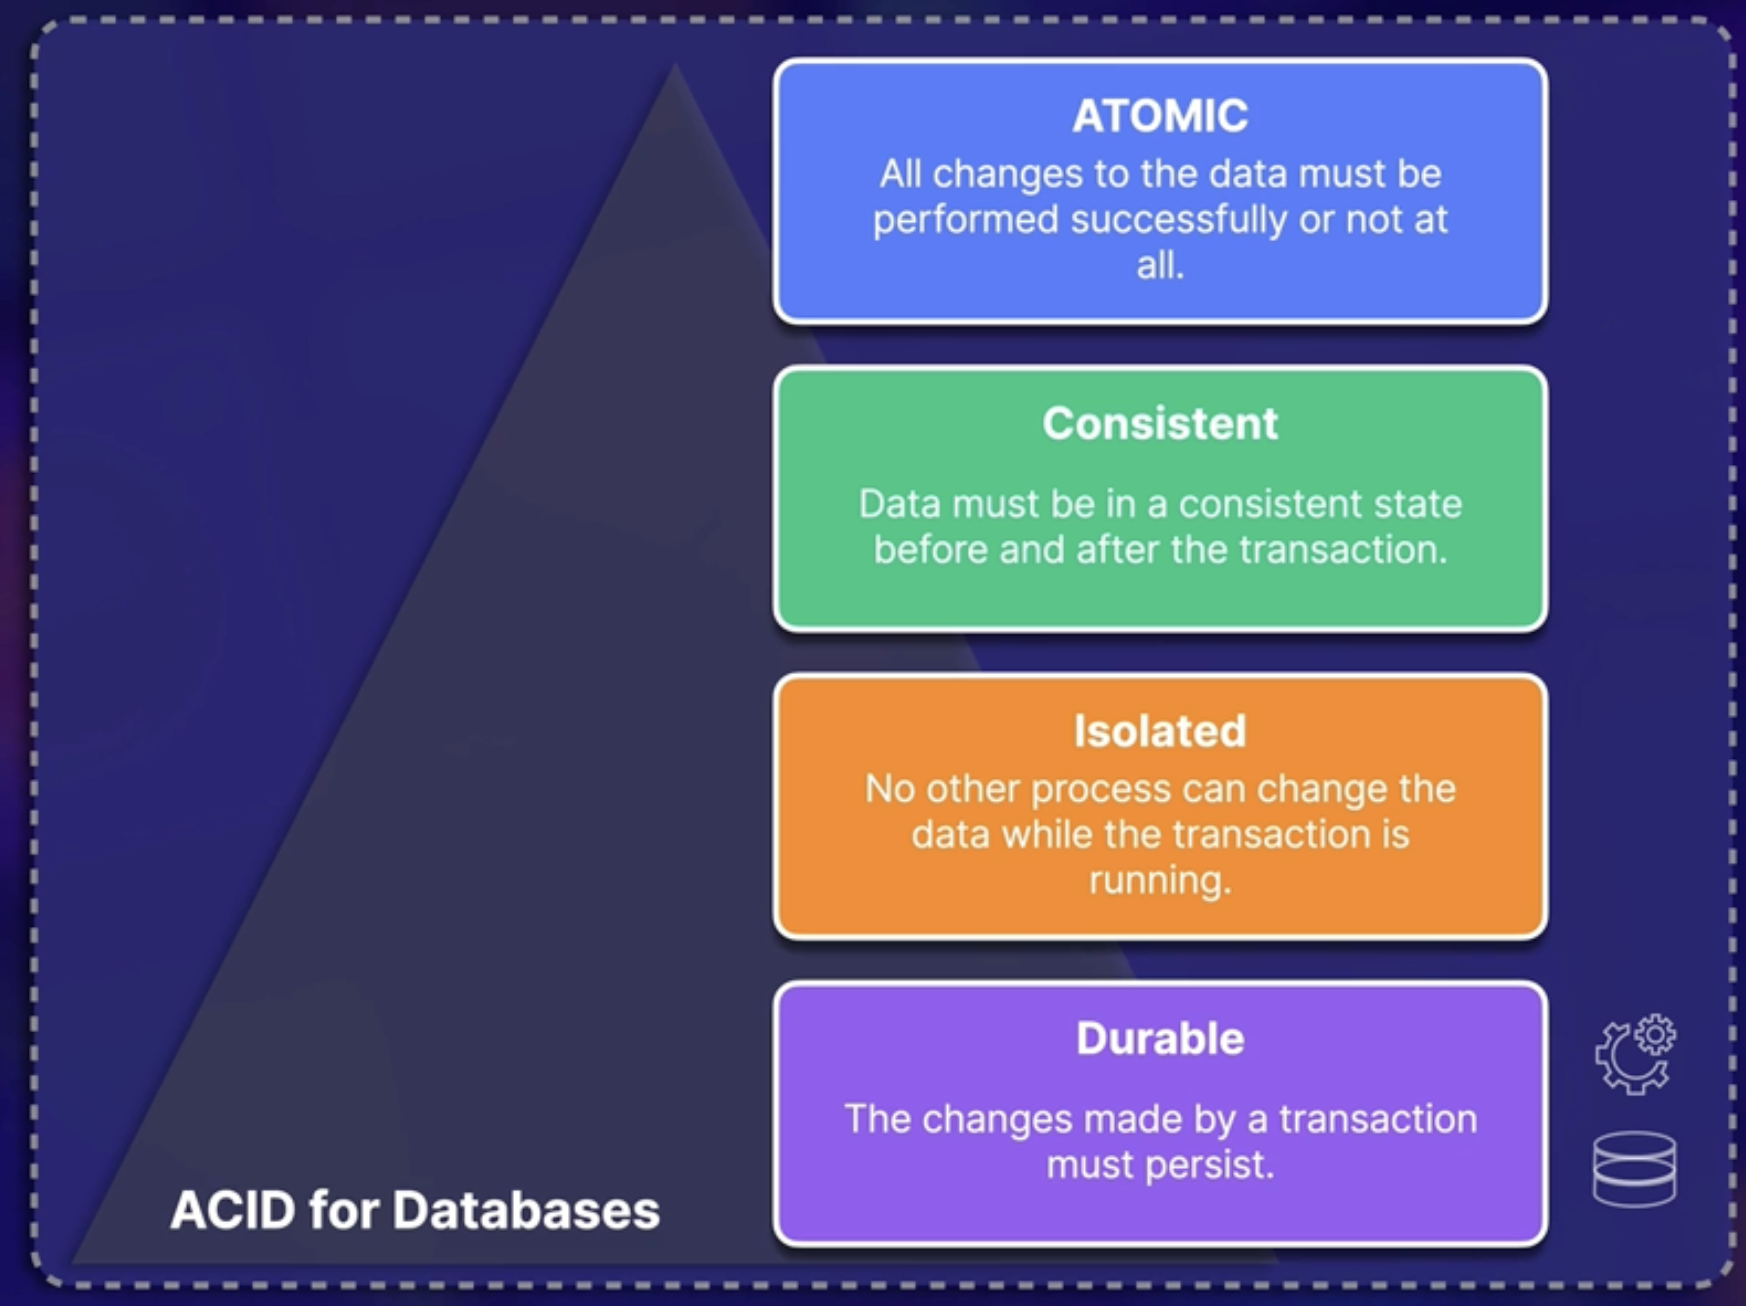 ATOMIC
All changes to the data must be
performed successfully or not at
all.
Consistent
Data must be in a consistent state
before and after the transaction.
Isolated
No other process can change the
data while the transaction is
running.
Durable
The changes made by a transaction
must persist.
ACID for Databases